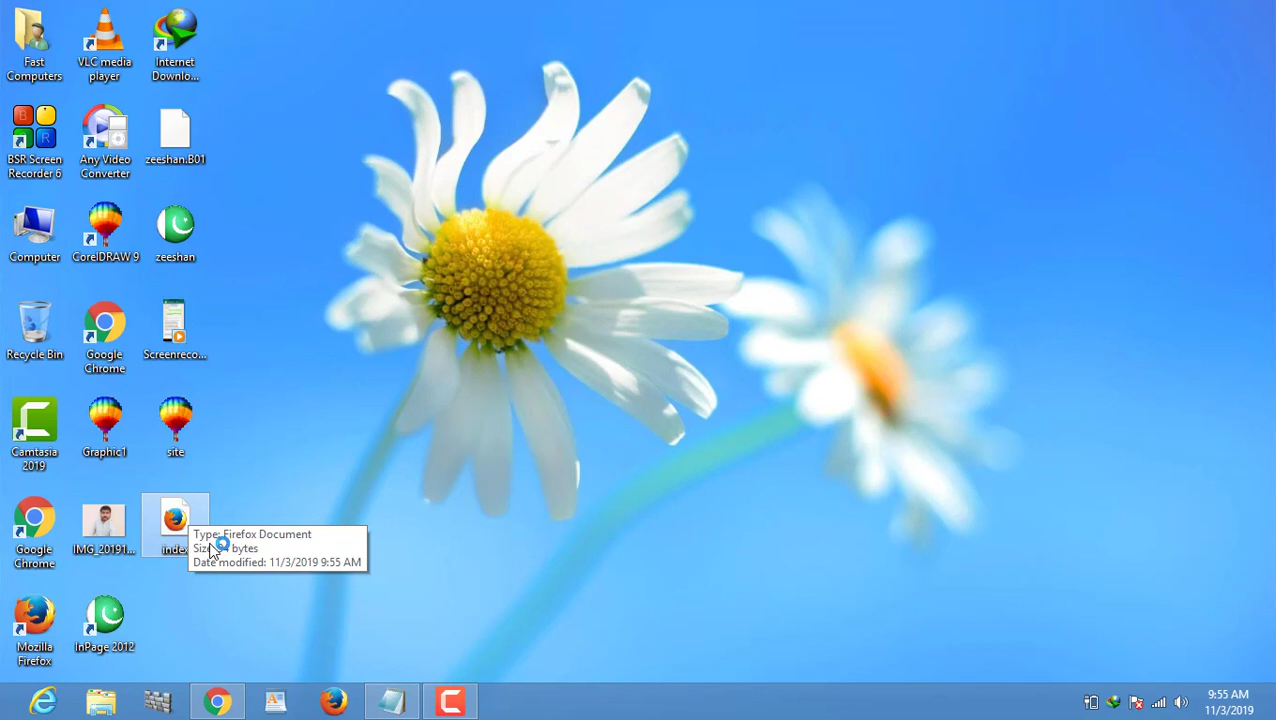 Fast
Computers
VLC media
player
Internet
Downlo...
BSR Screen
Recorder 6
Any Video
Converter
zeeshan.B01
Computer
CorelDRAW 9
zeeshan
Recycle Bin
Google
Chrome
Screenreco...
Camtasia
2019
Graphic1
site
Google
Chrome
IMG_20191...
index
Type: Firefox Document
bytes
Date modified: 11/3/2019 9:55 AM
Mozilla
Firefox
InPage 2012
9:55 AM
11/3/2019